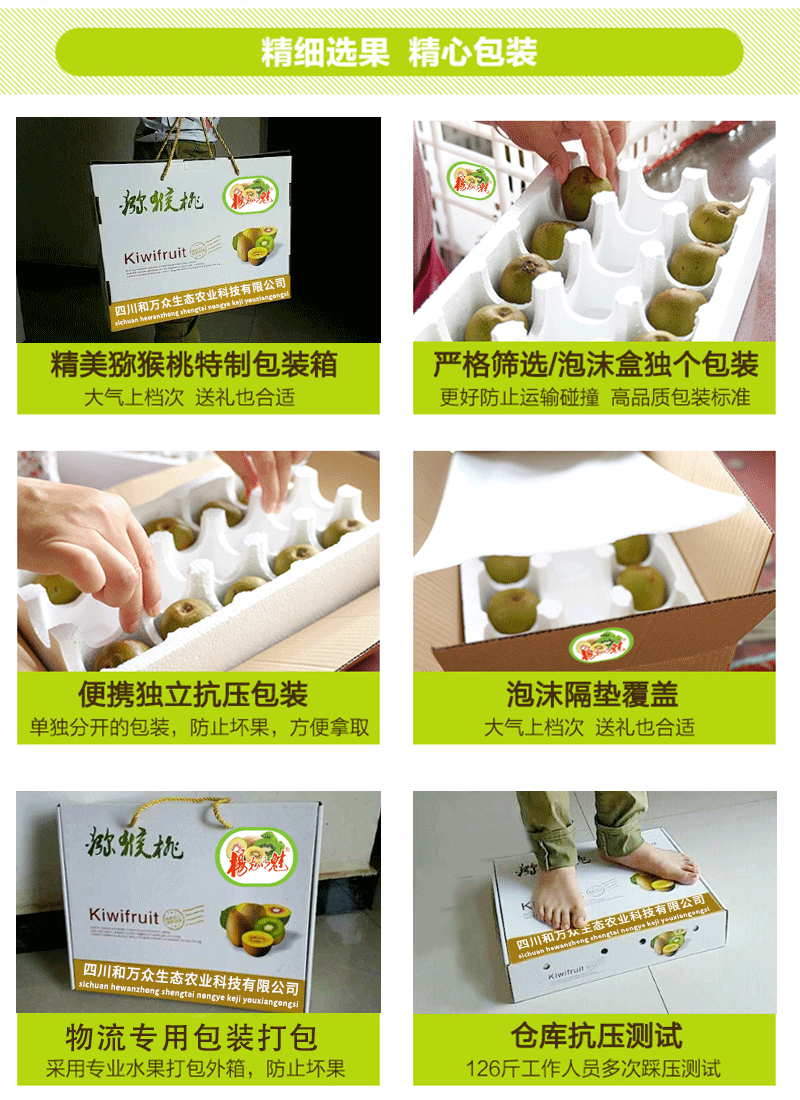 精细选果 精心包装
猕猴桃
Kiwifruit
四川和万众生态农业科技有限公司
sichuan hewanzhong shengtai nongye keji youxiangongsi
精美猕猴桃特制包装箱
大气上档次 送礼也合适
严格筛选/泡沫盒独个包装
更好防止运输碰撞 高品质包装标准
便携独立抗压包装
单独分开的包装，防止坏果，方便拿取
泡沫隔垫覆盖
大气上档次 送礼也合适
猕猴桃
Kiwifruit
四川和万众生态农业科技有限公司
sichuan hewanzhong shengtai nongye keji youxiangongsi
物流专用包装打包
采用专业水果打包外箱，防止坏果
四川和万众生态农业科技有限公司
sichuan hewanzhong shengtai nongye keji youxiangongsi
Kiwifruit
仓库抗压测试
126斤工作人员多次踩压测试